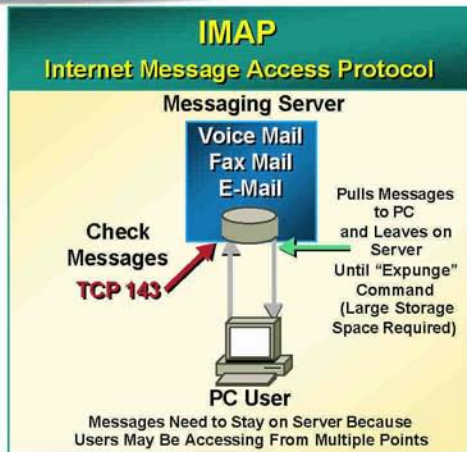 IMAP
Internet Message Access Protocol
Messaging Server
Voice Mail
Fax Mail
E-Mail
Check
Messages
TCP 143
Pulls Messages
to PC
and Leaves on
Server
Until "Expunge"
Command
(Large Storage
Space Required)
PC User
Messages Need to Stay on Server Because
Users May Be Accessing From Multiple Points